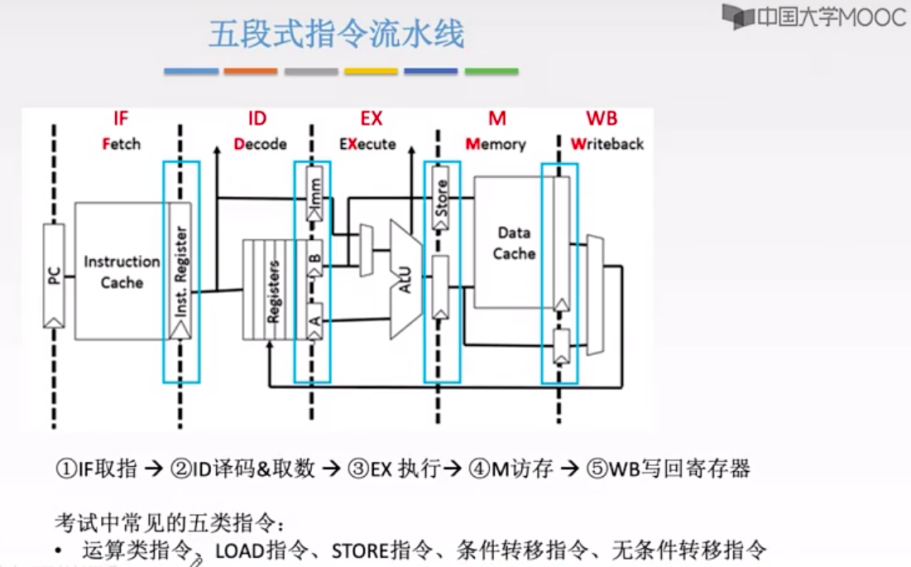 中国大学MOOC
五段式指令流水线
IF ID EX M WB
Fetch Decode EXecute Memory Writeback
PC
Instruction
Cache
Inst. Register
Registers
Imm
B
A
ALU
Store
Data
Cache
①IF取指 → ②ID译码&取数 → ③EX 执行→ ④M访存 → ⑤WB写回寄存器
考试中常见的五类指令：
• 运算类指令、LOAD指令、STORE指令、条件转移指令、无条件转移指令